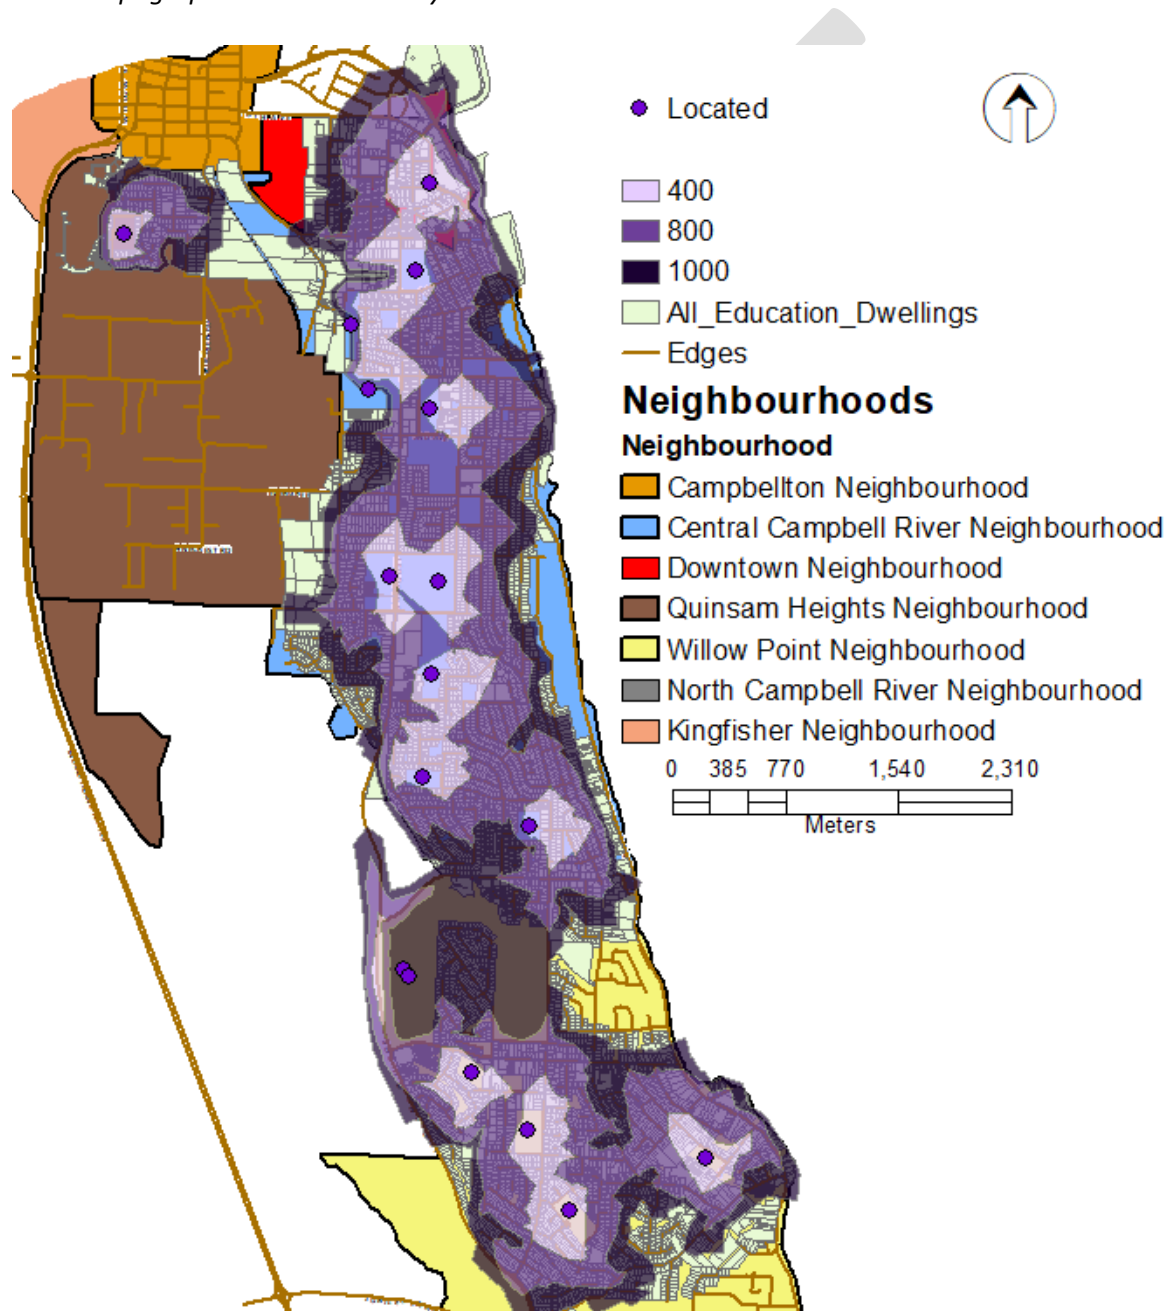 Located
400
800
1000
All_Education_Dwellings
Edges
Neighbourhoods
Neighbourhood
Campbellton Neighbourhood
Central Campbell River Neighbourhood
Downtown Neighbourhood
Quinsam Heights Neighbourhood
Willow Point Neighbourhood
North Campbell River Neighbourhood
Kingfisher Neighbourhood
0 385 770 1,540 2,310
Meters